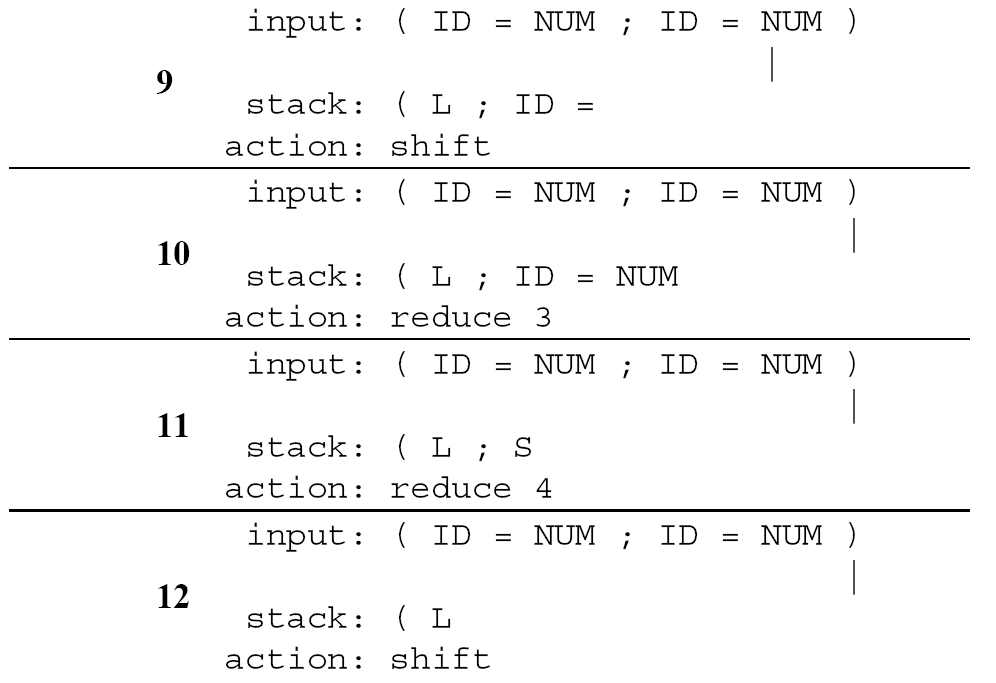 input: ( ID = NUM ; ID = NUM )
|
9
stack: ( L ; ID =
action: shift
input: ( ID = NUM ; ID = NUM )
|
10
stack: ( L ; ID = NUM
action: reduce 3
input: ( ID = NUM ; ID = NUM )
|
11
stack: ( L ; S
action: reduce 4
input: ( ID = NUM ; ID = NUM )
|
12
stack: ( L
action: shift